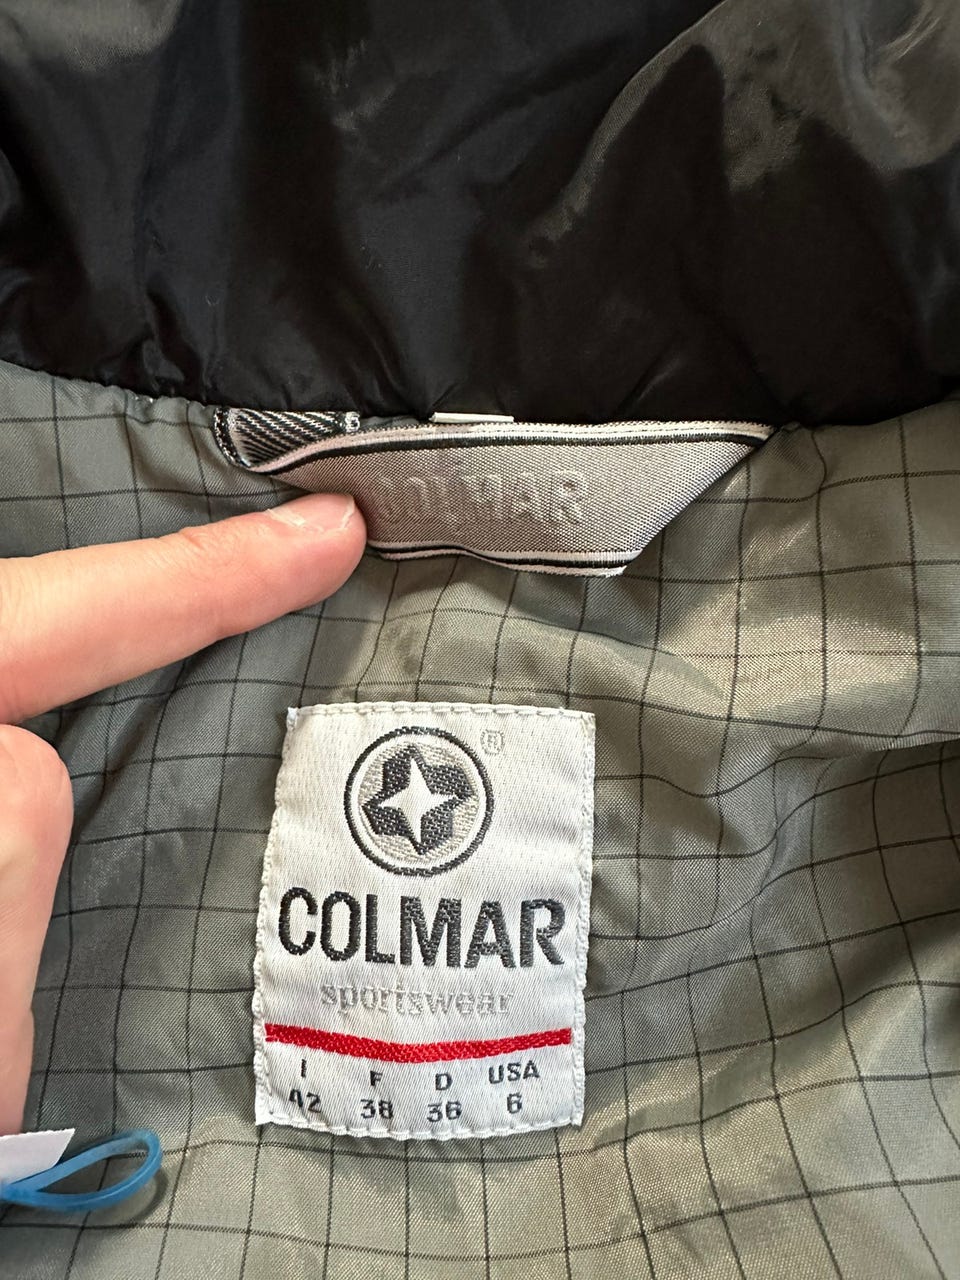 COLMAR
®
COLMAR
sportswear
I F D USA
42 38 36 6